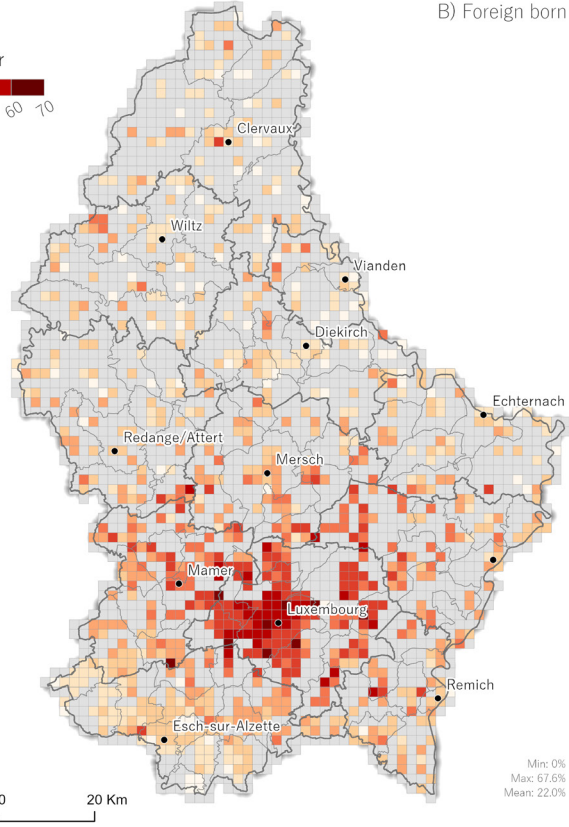 B) Foreign born
r
60 70
Clervaux
Wiltz
Vianden
Diekirch
Echternach
Redange/Attert
Mersch
Mamer
Luxembourg
Remich
Esch-sur-Alzette
Min: 0%
Max: 67.6%
Mean: 22.0%
0 20 Km